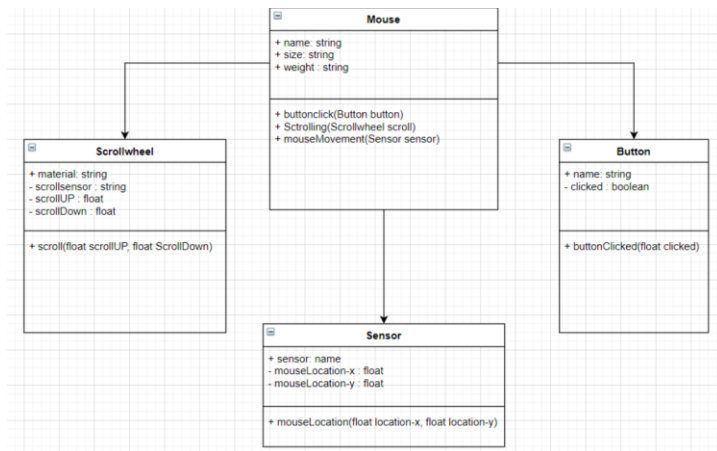 Mouse
+ name: string
+ size: string
+ weight : string
+ buttonclick(Button button)
+ Sctrolling(Scrollwheel scroll)
+ mouseMovement(Sensor sensor)
Scrollwheel
+ material: string
- scrollsensor : string
- scrollUP : float
- scrollDown : float
+ scroll(float scrollUP, float ScrollDown)
Button
+ name: string
- clicked : boolean
+ buttonClicked(float clicked)
Sensor
+ sensor: name
- mouseLocation-x : float
- mouseLocation-y : float
+ mouseLocation(float location-x, float location-y)